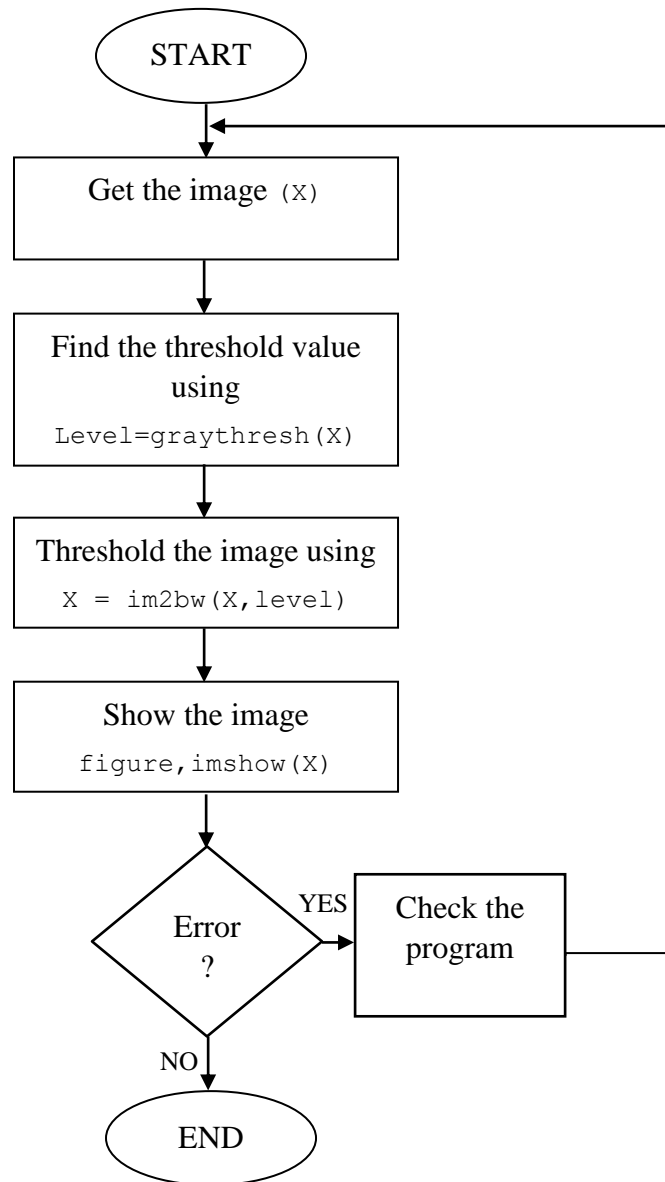 START
Get the image (X)
Find the threshold value
using
Level=graythresh(X)
Threshold the image using
X = im2bw(X,level)
Show the image
figure,imshow(X)
Error
?
YES
Check the
program
NO
END